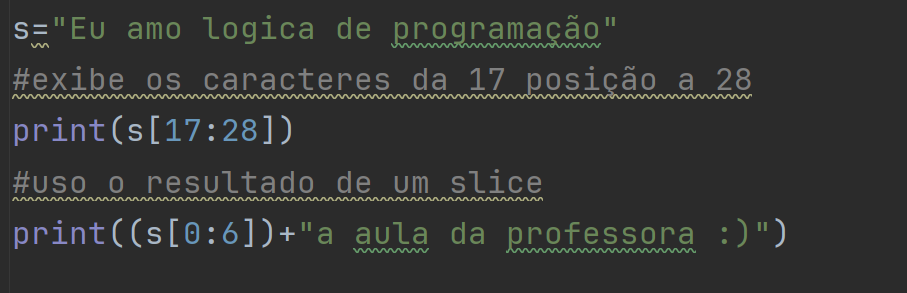 s="Eu amo logica de programação"
#exibe os caracteres da 17 posição a 28
print(s[17:28])
#uso o resultado de um slice
print((s[0:6])+"a aula da professora :)")